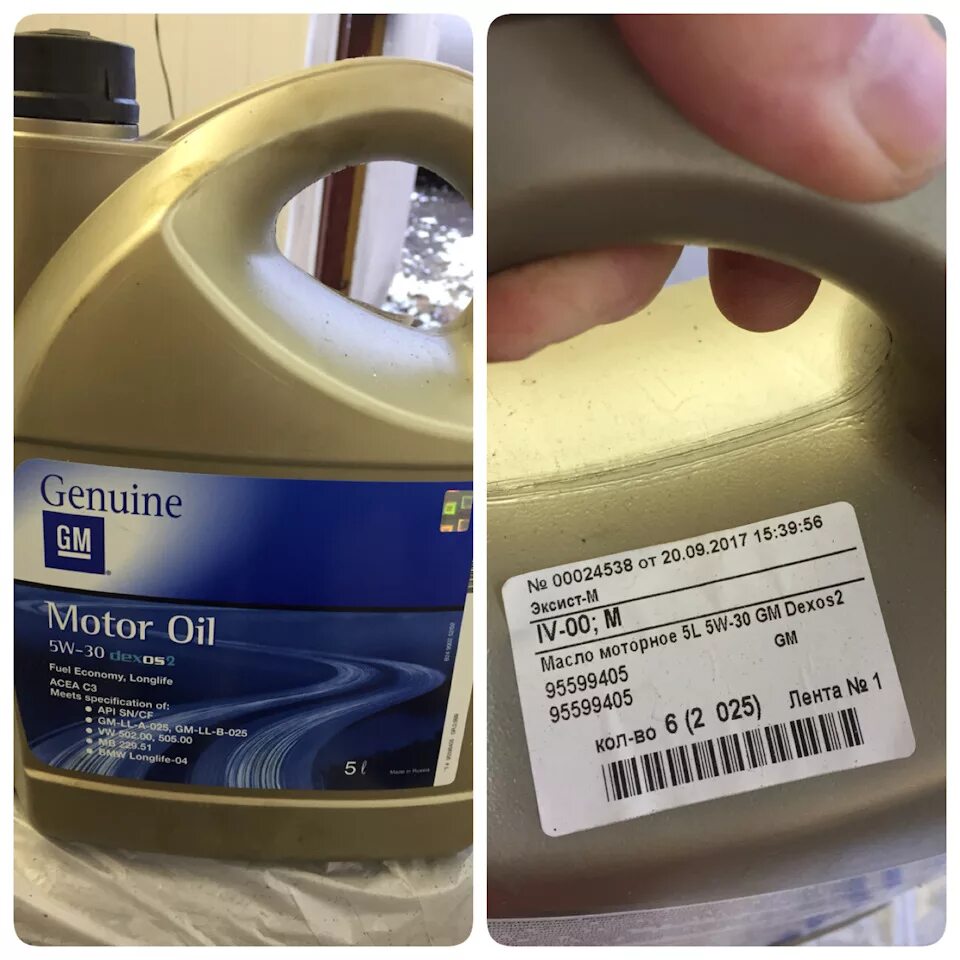 Genuine
GM
Motor Oil
5W-30 dexos2
Fuel Economy, Longlife
ACEA C3
Meets specification of:
API SN/CF
GM-LL-A-025, GM-LL-B-025
VW 502.00, 505.00
MB 229.51
BMW Longlife-04
5ℓ
Made in Russia
№ 00024538 от 20.09.2017 15:39:56
Эксист-М
IV-00; M
Масло моторное 5L 5W-30 GM Dexos2
95599405 GM
95599405
кол-во 6 (2 025) Лента № 1